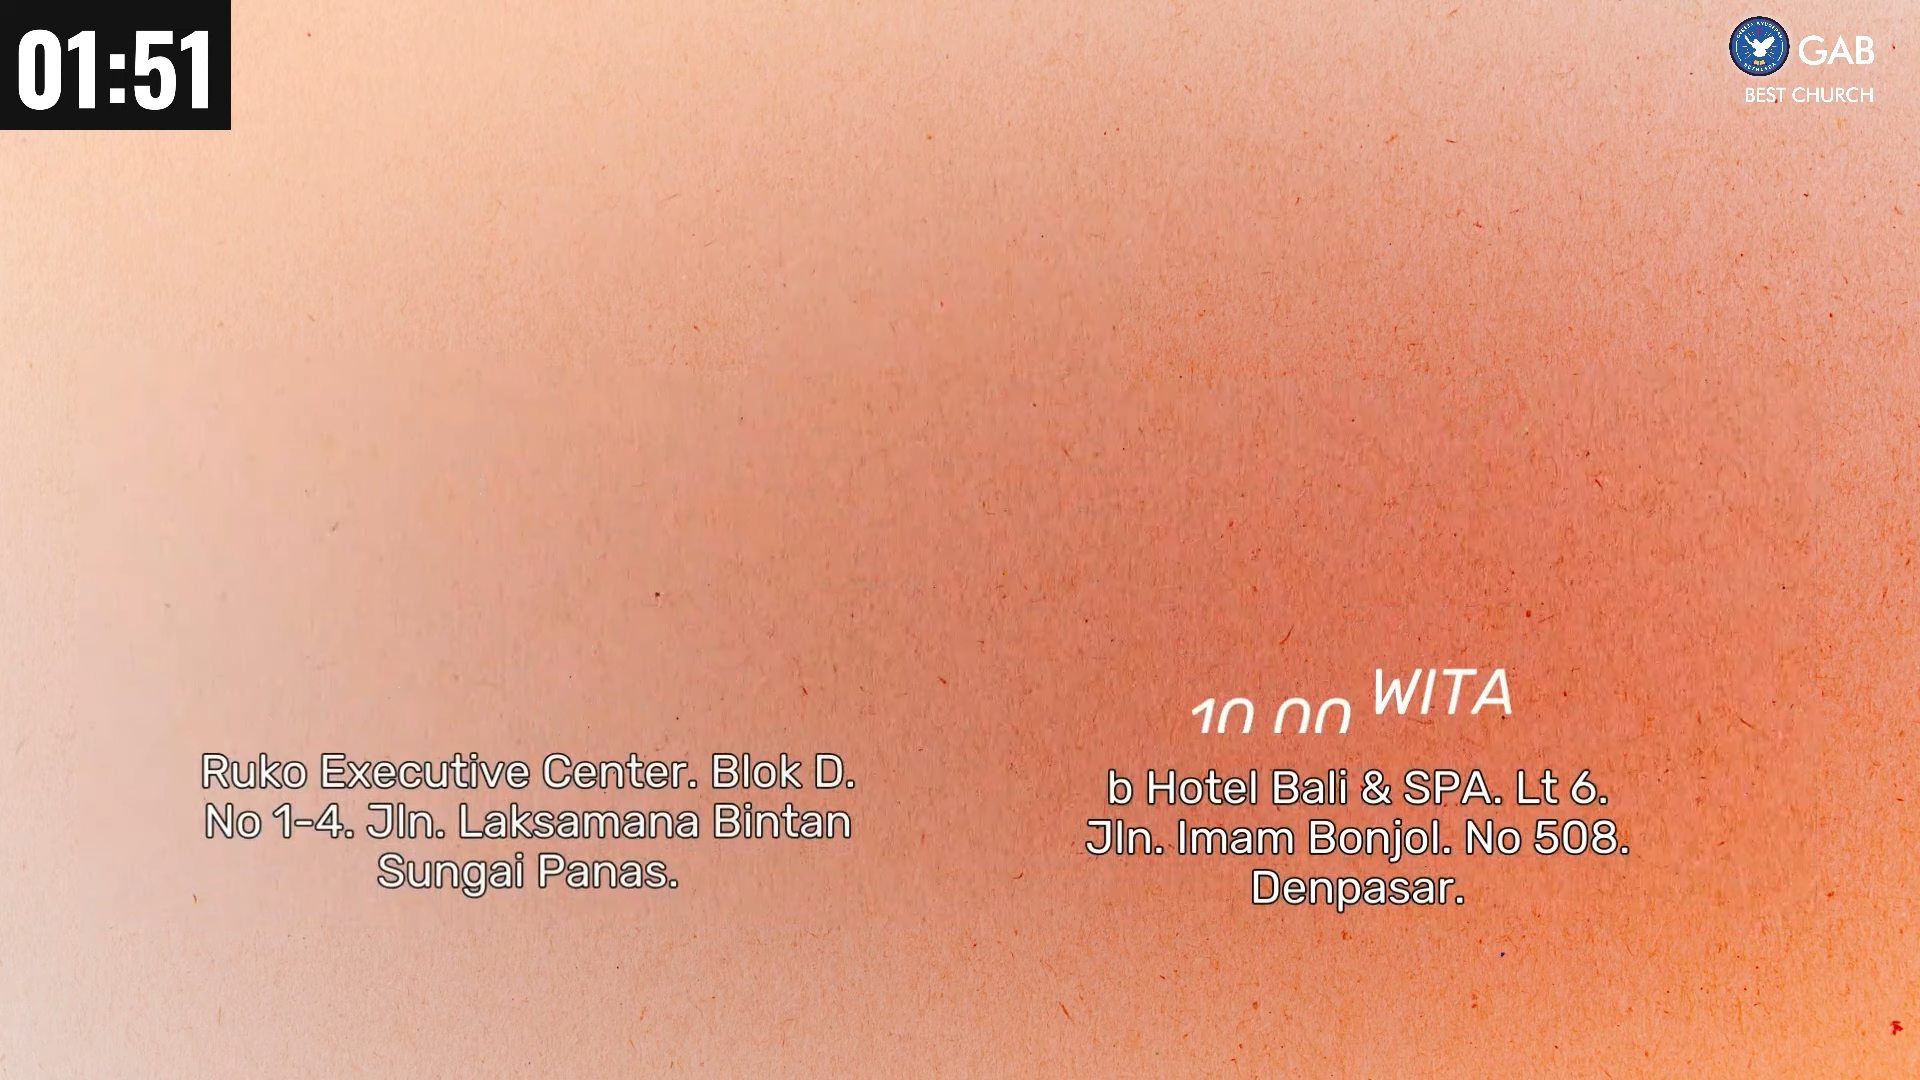 01:51
GAB
BEST CHURCH
WITA
Ruko Executive Center. Blok D.
No 1-4. Jln. Laksamana Bintan
Sungai Panas.
b Hotel Bali & SPA. Lt 6.
Jln. Imam Bonjol. No 508.
Denpasar.